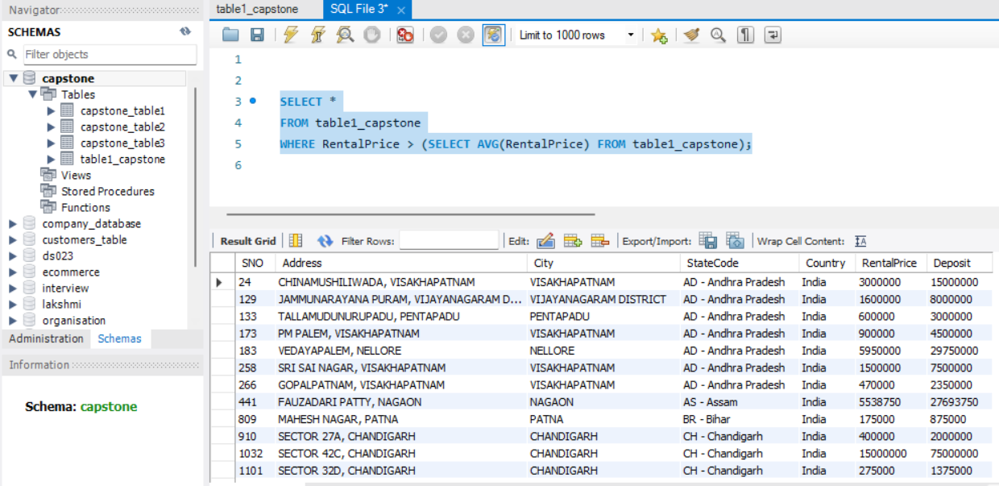 Navigator
SCHEMAS
Filter objects
capstone
Tables
capstone_table1
capstone_table2
capstone_table3
table1_capstone
Views
Stored Procedures
Functions
company_database
customers_table
ds023
ecommerce
interview
lakshmi
organisation
Administration Schemas
Information
Schema: capstone
table1_capstone SQL File 3*
Limit to 1000 rows
1
2
3 SELECT *
4 FROM table1_capstone
5 WHERE RentalPrice > (SELECT AVG(RentalPrice) FROM table1_capstone);
6
Result Grid Filter Rows: Edit: Export/Import: Wrap Cell Content: IA
SNO Address City StateCode Country RentalPrice Deposit
24 CHINAMUSHILIWADA, VISAKHAPATNAM VISAKHAPATNAM AD - Andhra Pradesh India 3000000 15000000
129 JAMMUNARAYANA PURAM, VIJAYANAGARAM D... VIJAYANAGARAM DISTRICT AD - Andhra Pradesh India 1600000 8000000
133 TALLAMUDUNURUPADU, PENTAPADU PENTAPADU AD - Andhra Pradesh India 600000 3000000
173 PM PALEM, VISAKHAPATNAM VISAKHAPATNAM AD - Andhra Pradesh India 900000 4500000
183 VEDAYAPALEM, NELLORE NELLORE AD - Andhra Pradesh India 5950000 29750000
258 SRI SAI NAGAR, VISAKHAPATNAM VISAKHAPATNAM AD - Andhra Pradesh India 1500000 7500000
266 GOPALPATNAM, VISAKHAPATNAM VISAKHAPATNAM AD - Andhra Pradesh India 470000 2350000
441 FAUZADARI PATTY, NAGAON NAGAON AS - Assam India 5538750 27693750
809 MAHESH NAGAR, PATNA PATNA BR - Bihar India 175000 875000
910 SECTOR 27A, CHANDIGARH CHANDIGARH CH - Chandigarh India 400000 2000000
1032 SECTOR 42C, CHANDIGARH CHANDIGARH CH - Chandigarh India 15000000 75000000
1101 SECTOR 32D, CHANDIGARH CHANDIGARH CH - Chandigarh India 275000 1375000